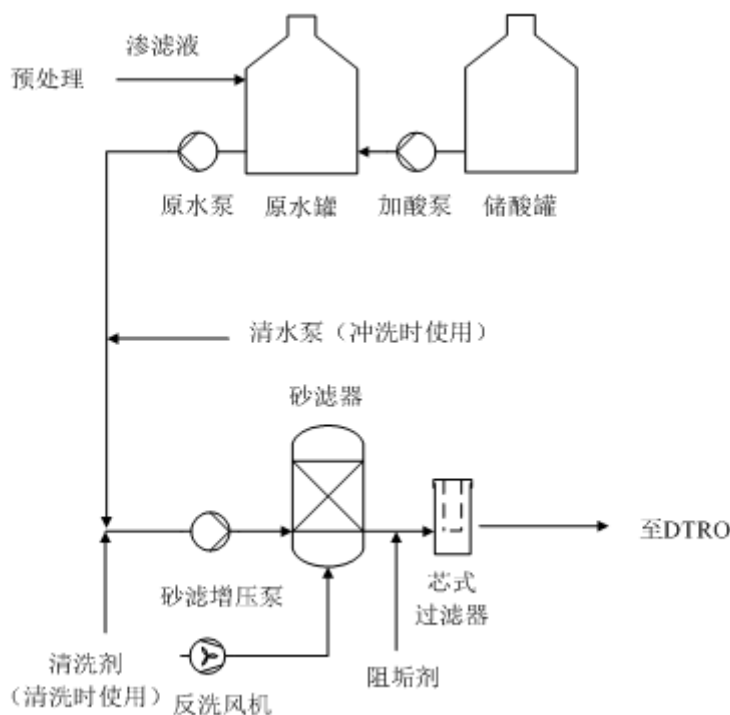 渗滤液
预处理
原水泵
原水罐
加酸泵
储酸罐
清水泵（冲洗时使用）
砂滤器
至DTRO
砂滤增压泵
芯式
过滤器
清洗剂
（清洗时使用）
反洗风机
阻垢剂